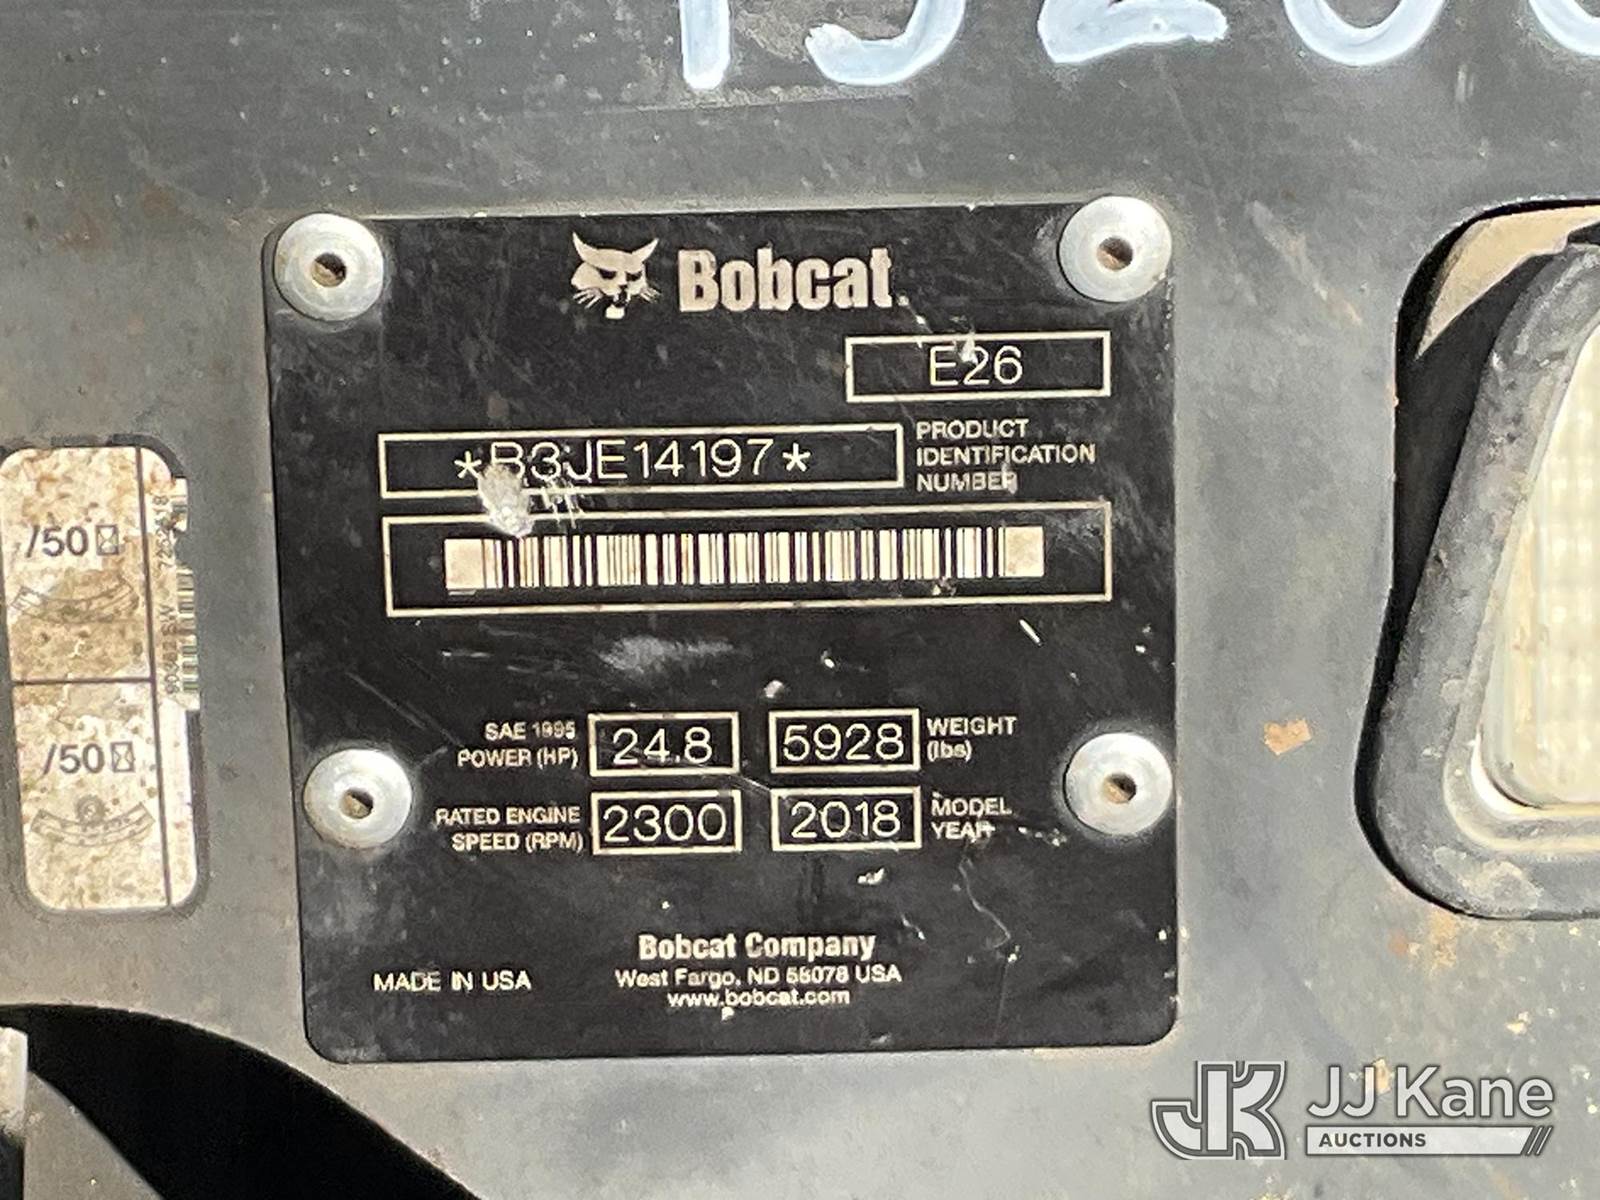 Bobcat
E26
*B3JE14197*
PRODUCT
IDENTIFICATION
NUMBER
/50
/50
SAE 1995
POWER (HP)
24.8
5928
WEIGHT
(lbs)
RATED ENGINE
SPEED (RPM)
2300
2018
MODEL
YEAR
Bobcat Company
MADE IN USA
West Fargo, ND 58078 USA
www.bobcat.com
JJ Kane
AUCTIONS